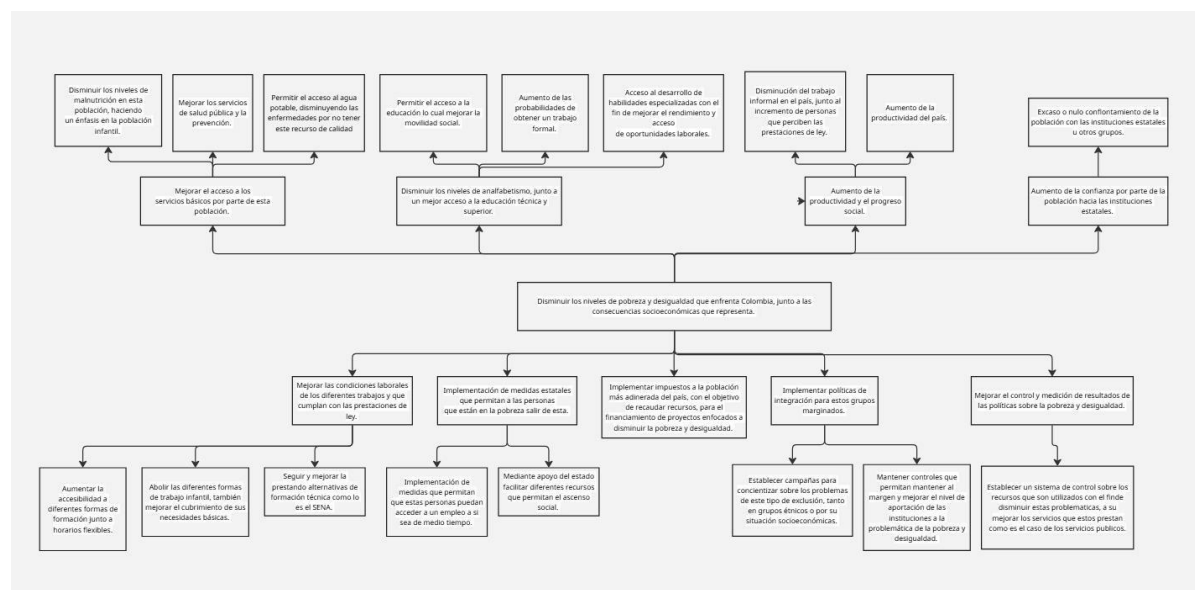 Disminuir los niveles de
malnutrición en esta
población, haciendo
un énfasis en la población
infantil.
Mejorar los servicios
de salud pública y la
prevención.
Permitir el acceso al agua
potable, disminuyendo las
enfermedades por no tener
este recurso de calidad
Permitir el acceso a la
educación lo cual mejorar la
movilidad social.
Aumento de las
probabilidades de
obtener un trabajo
formal.
Acceso al desarrollo de
habilidades especializadas con el
fin de mejorar el rendimiento y
acceso
de oportunidades laborales.
Disminución del trabajo
informal en el país, junto al
incremento de personas
que perciben las
prestaciones de ley.
Aumento de la
productividad del país.
Excaso o nulo conflontamiento de la
población con las instituciones estatales
u otros grupos.
Mejorar el acceso a los
servicios básicos por parte de esta
población.
Disminuir los niveles de analfabetismo, junto a
un mejor acceso a la educación técnica y
superior.
Aumento de la
productividad y el progreso
social.
Aumento de la confianza por parte de la
población hacia las instituciones
estatales.
Disminuir los niveles de pobreza y desigualdad que enfrenta Colombia, junto a las
consecuencias socioeconómicas que representa.
Mejorar las condiciones laborales
de los diferentes trabajos y que
cumplan con las prestaciones de
ley.
Implementación de medidas estatales
que permitan a las personas
que están en la pobreza salir de esta.
Implementar impuestos a la población
más adinerada del país, con el objetivo
de recaudar recursos, para el
financiamiento de proyectos enfocados a
disminuir la pobreza y desigualdad.
Implementar políticas de
integración para estos grupos
marginados.
Mejorar el control y medición de resultados de
las políticas sobre la pobreza y desigualdad.
Aumentar la
accesibilidad a
diferentes formas de
formación junto a
horarios flexibles.
Abolir las diferentes formas
de trabajo infantil, también
mejorar el cubrimiento de sus
necesidades básicas.
Seguir y mejorar la
prestando alternativas de
formación técnica como lo
es el SENA.
Implementación de
medidas que permitan
que estas personas puedan
acceder a un empleo a si
sea de medio tiempo.
Mediante apoyo del estado
facilitar diferentes recursos
que permitan el ascenso
social.
Establecer campañas para
concientizar sobre los problemas
de este tipo de exclusión, tanto
en grupos étnicos o por su
situación socioeconómicas.
Mantener controles que
permitan mantener al
margen y mejorar el nivel de
aportación de las
instituciones a la
problemática de la pobreza y
desigualdad.
Establecer un sistema de control sobre los
recursos que son utilizados con el finde
disminuir estas problematicas, a su
mejorar los servicios que estos prestan
como es el caso de los servicios publicos.